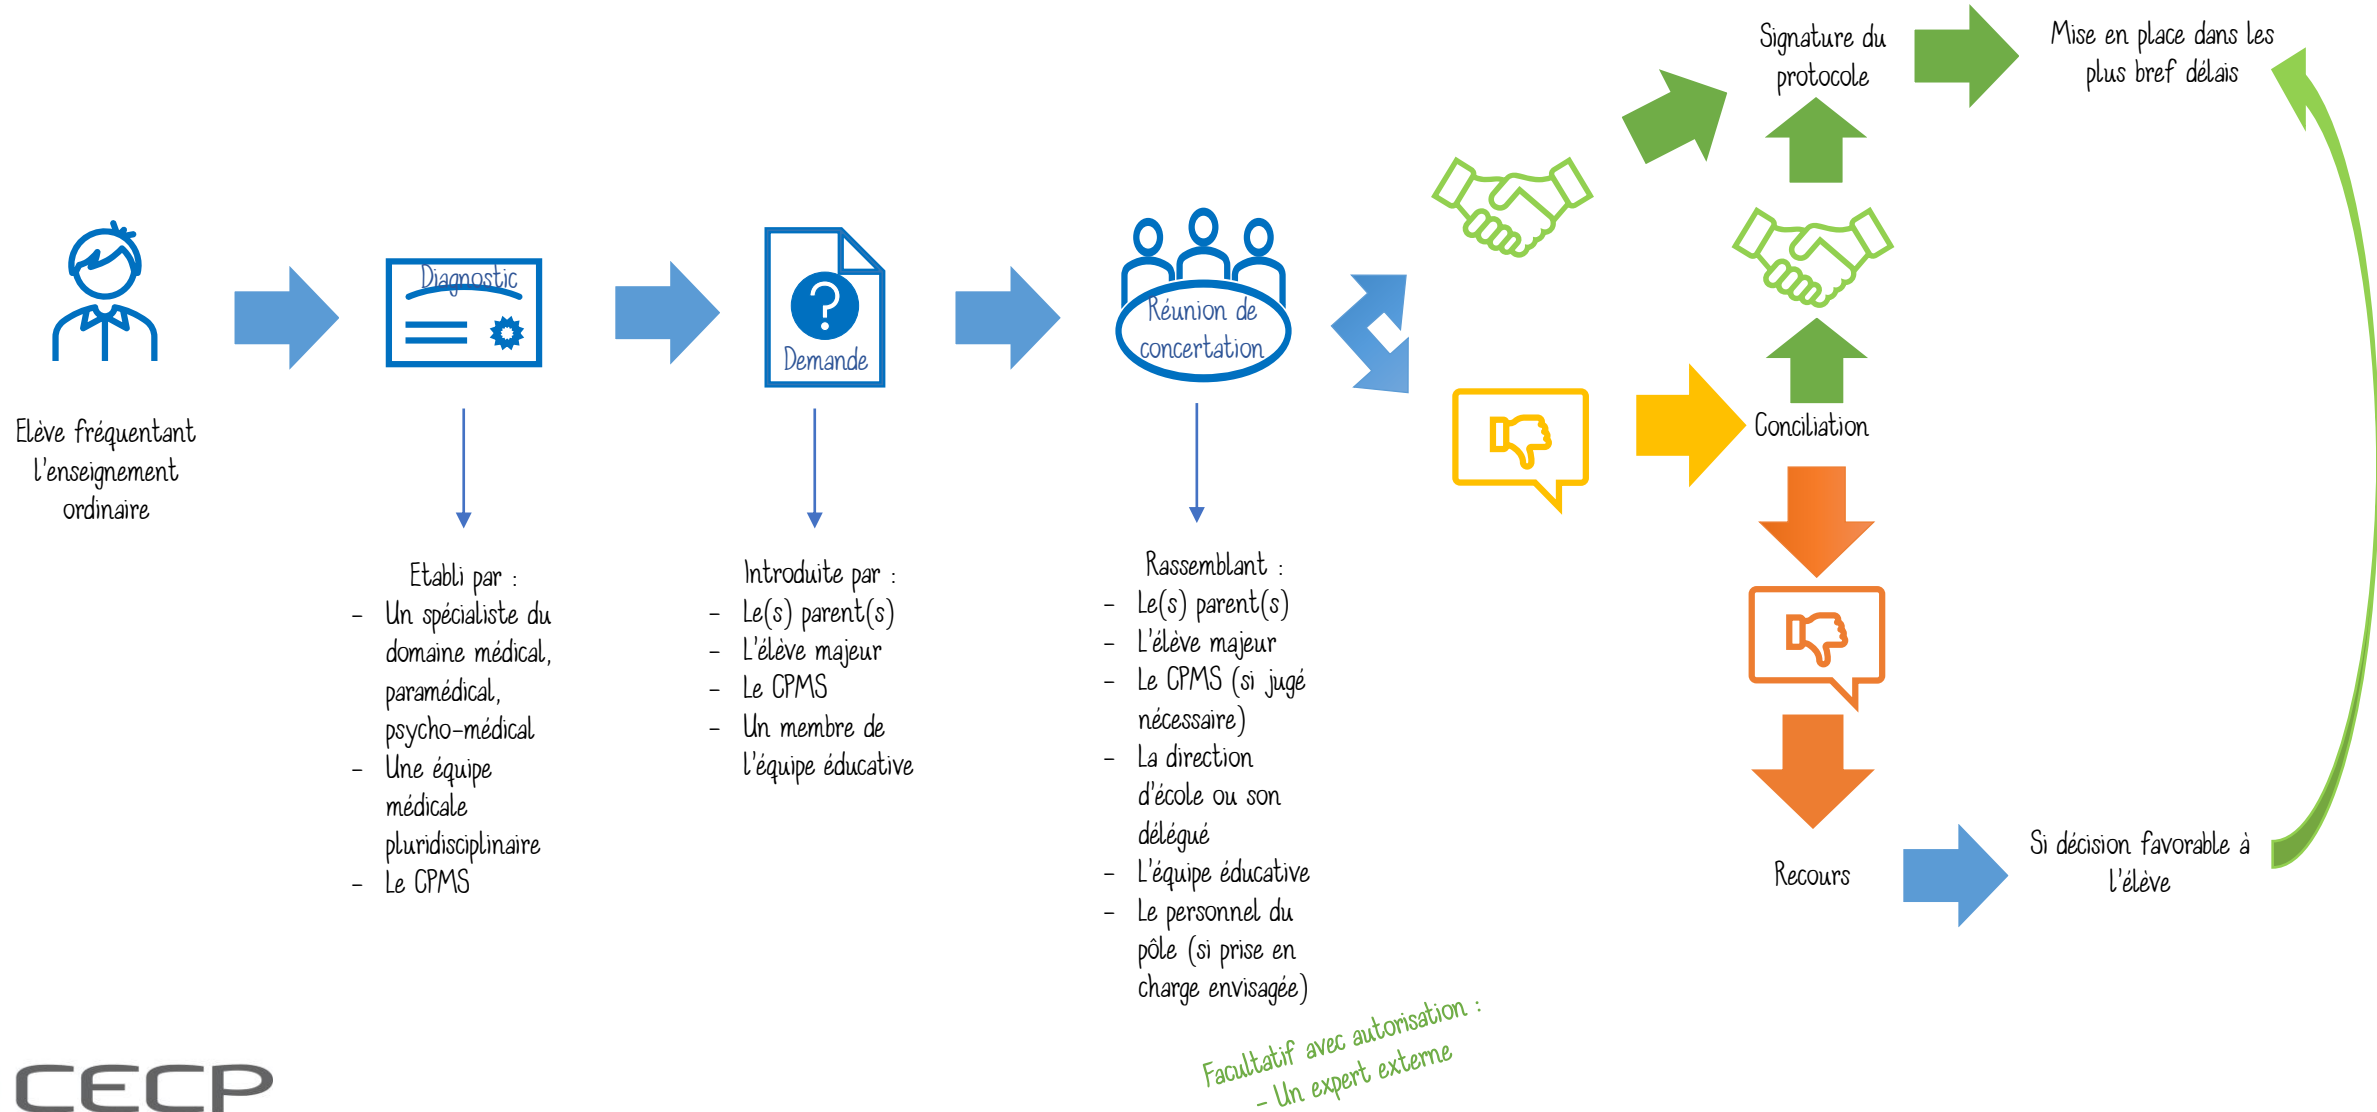 Elève fréquentant
l'enseignement
ordinaire
Diagnostic
Etabli par :
- Un spécialiste du
domaine médical,
paramédical,
psycho-médical
- Une équipe
médicale
pluridisciplinaire
- Le CPMS
?
Demande
Introduite par :
- Le(s) parent(s)
- L'élève majeur
- Le CPMS
- Un membre de
l'équipe éducative
Réunion de
concertation
Rassemblant :
- Le(s) parent(s)
- L'élève majeur
- Le CPMS (si jugé
nécessaire)
- La direction
d'école ou son
délégué
- L'équipe éducative
- Le personnel du
pôle (si prise en
charge envisagée)
Facultatif avec autorisation :
- Un expert externe
Signature du
protocole
Mise en place dans les
plus bref délais
Conciliation
Recours
Si décision favorable à
l'élève
CECP